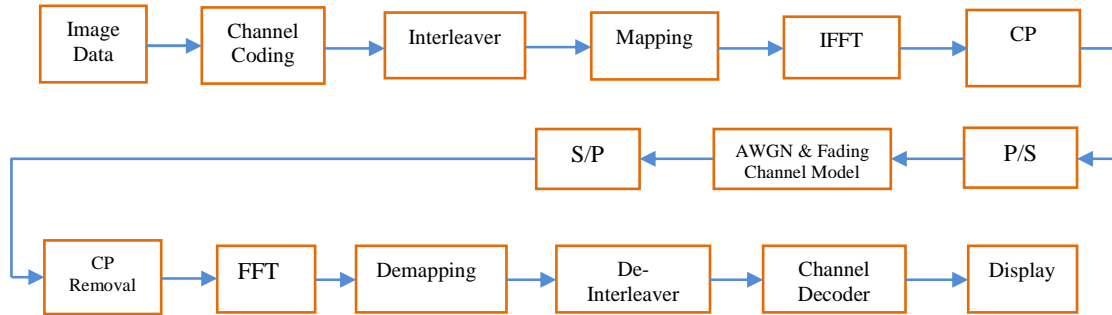 Image
Data
Channel
Coding
Interleaver
Mapping
IFFT
CP
S/P
AWGN & Fading
Channel Model
P/S
CP
Removal
FFT
Demapping
De-
Interleaver
Channel
Decoder
Display